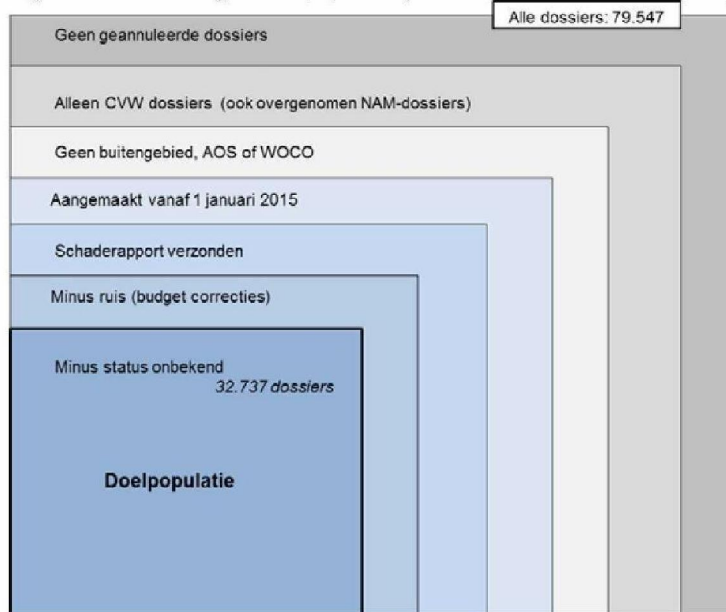 Alle dossiers: 79.547
Geen geannuleerde dossiers
Alleen CVW dossiers (ook overgenomen NAM-dossiers)
Geen buitengebied, AOS of WOCO
Aangemaakt vanaf 1 januari 2015
Schaderapport verzonden
Minus ruis (budget correcties)
Minus status onbekend
32.737 dossiers
Doelpopulatie